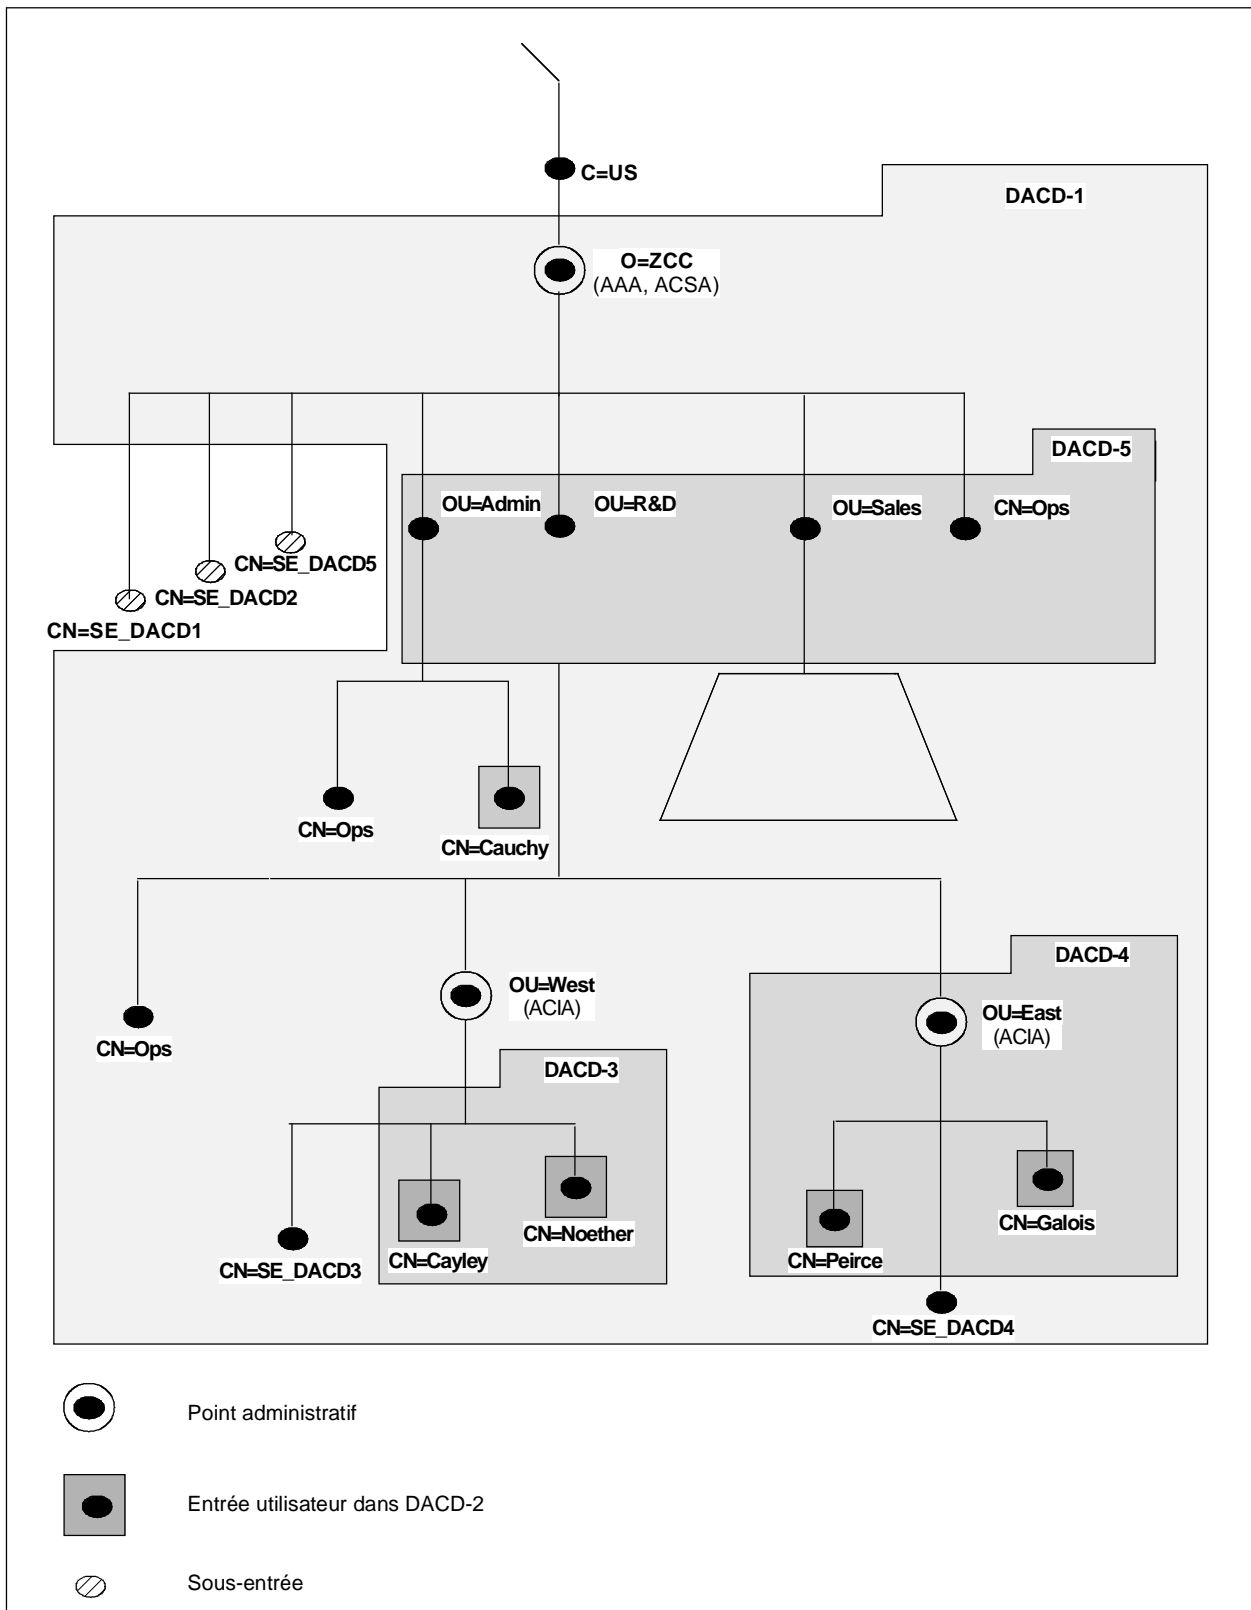 C=US
DACD-1
O=ZCC
(AAA, ACSA)
DACD-5
OU=Admin
OU=R&D
OU=Sales
CN=Ops
CN=SE_DACD5
CN=SE_DACD2
CN=SE_DACD1
CN=Ops
CN=Cauchy
DACD-4
OU=West
(ACIA)
OU=East
(ACIA)
CN=Ops
DACD-3
CN=Galois
CN=Noether
CN=Cayley
CN=Peirce
CN=SE_DACD3
CN=SE_DACD4
Point administratif
Entrée utilisateur dans DACD-2
Sous-entrée